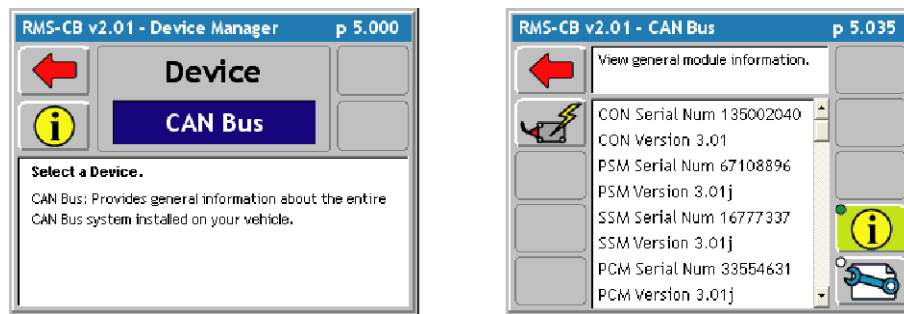 RMS-CB v2.01 - Device Manager p 5.000
Device
CAN Bus
Select a Device.
CAN Bus: Provides general information about the entire
CAN Bus system installed on your vehicle.
RMS-CB v2.01 - CAN Bus p 5.035
View general module information.
CON Serial Num 135002040
CON Version 3.01
PSM Serial Num 67108896
PSM Version 3.01j
SSM Serial Num 16777337
SSM Version 3.01j
PCM Serial Num 33554631
PCM Version 3.01j